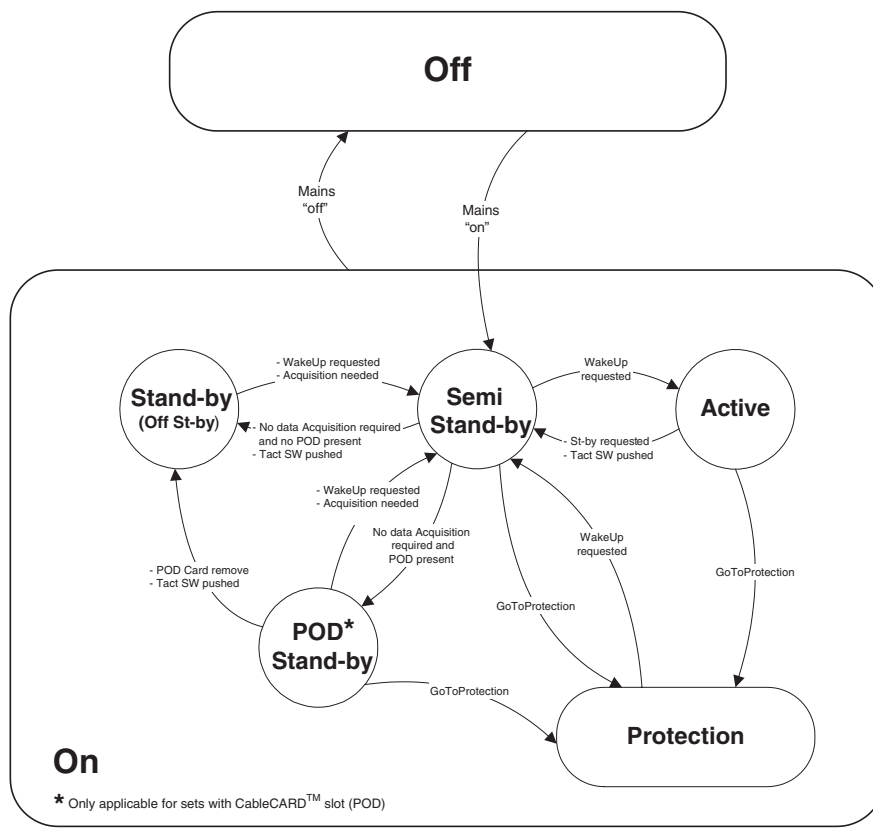 Off
Mains
“off”
Mains
“on”
- WakeUp requested
- Acquisition needed
WakeUp
requested
Stand-by
(Off St-by)
Semi
Stand-by
Active
- No data Acquisition required
and no POD present
- Tact SW pushed
- St-by requested
- Tact SW pushed
- WakeUp requested
- Acquisition needed
No data Acquisition
required and
POD present
WakeUp
requested
- POD Card remove
- Tact SW pushed
GoToProtection
GoToProtection
POD*
Stand-by
GoToProtection
Protection
On
* Only applicable for sets with CableCARD™ slot (POD)